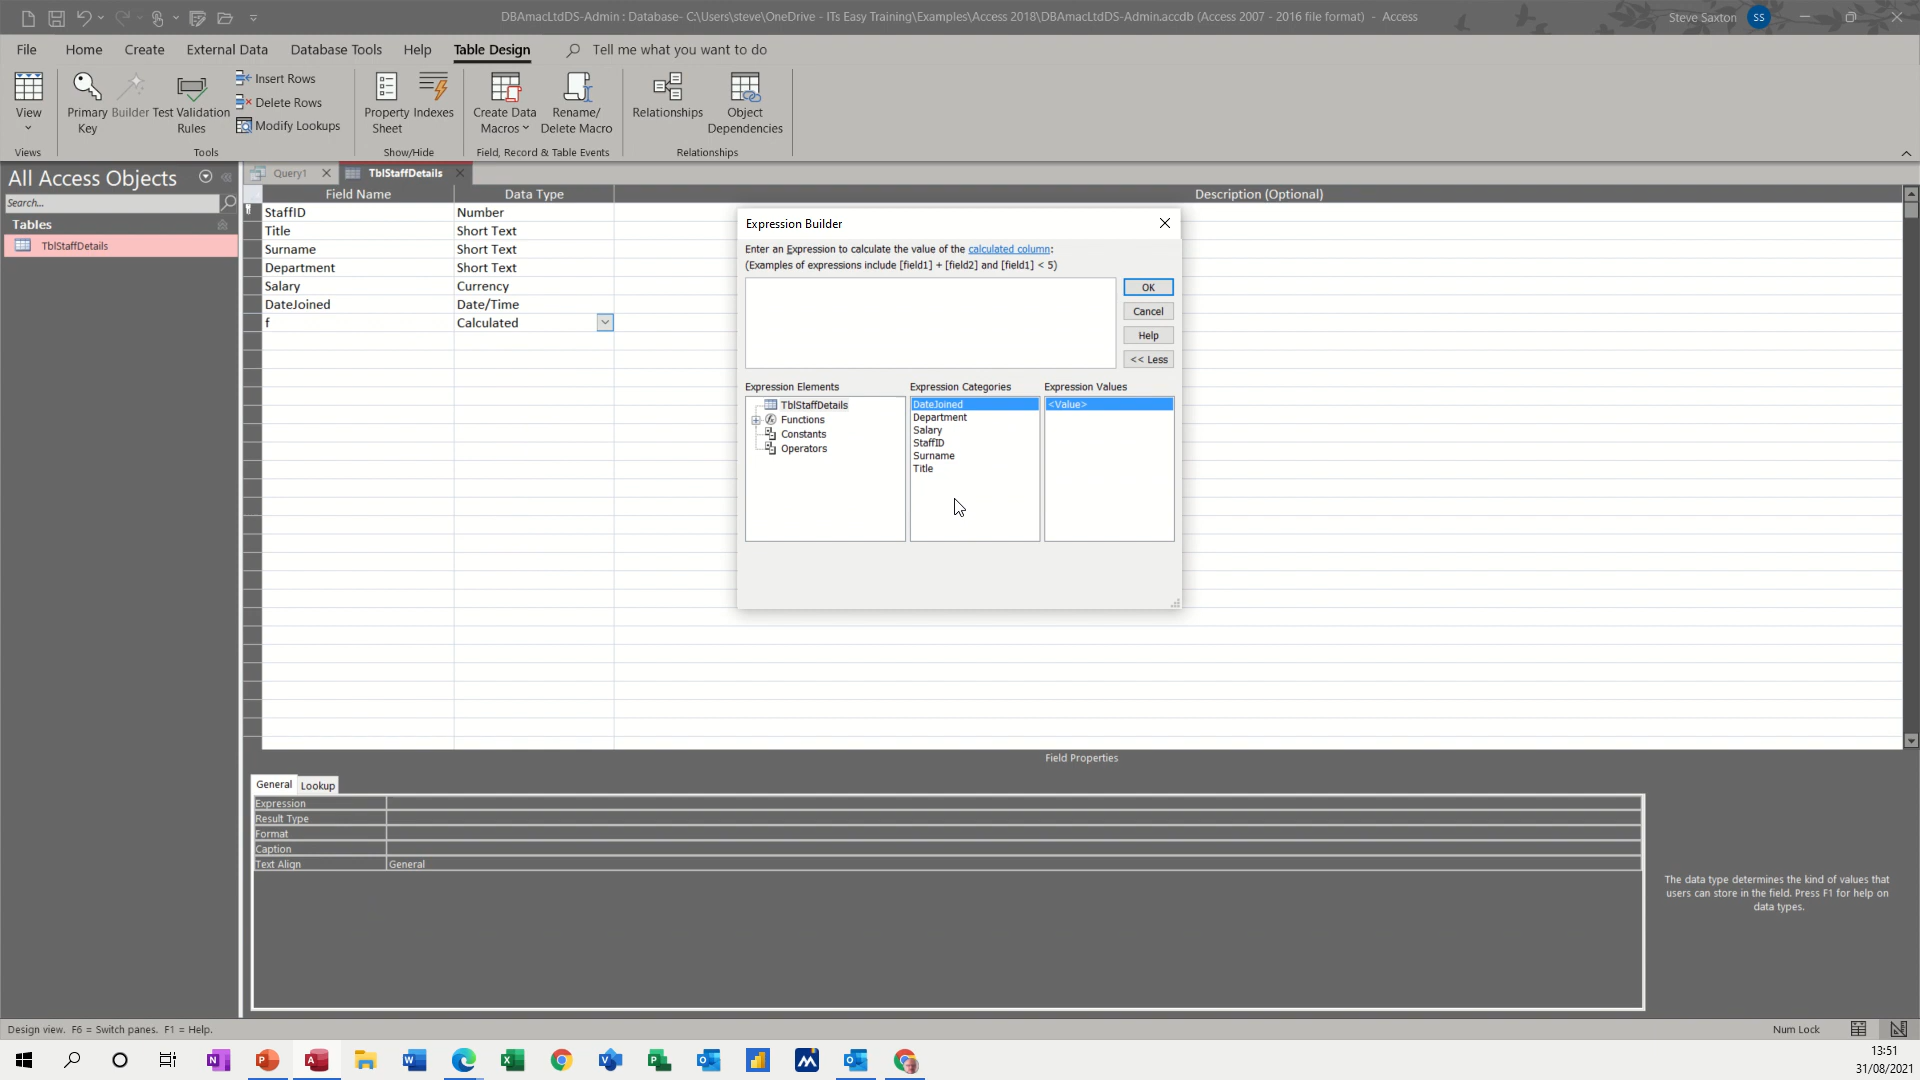 DBAmacLtdDS-Admin : Database- C:\Users\steve\OneDrive - ITs Easy Training\Examples\Access 2018\DBAmacLtdDS-Admin.accdb (Access 2007 - 2016 file format) - Access
Steve Saxton
SS
File
Home
Create
External Data
Database Tools
Help
Table Design
Tell me what you want to do
View
Primary
Key
Builder
Test Validation
Rules
Insert Rows
Delete Rows
Modify Lookups
Property
Sheet
Indexes
Create Data
Macros
Rename/
Delete Macro
Relationships
Object
Dependencies
Views
Tools
Show/Hide
Field, Record & Table Events
Relationships
All Access Objects
Search...
Tables
TblStaffDetails
Query1
TblStaffDetails
Field Name
Data Type
Description (Optional)
StaffID
Number
Title
Short Text
Surname
Short Text
Department
Short Text
Salary
Currency
DateJoined
Date/Time
f
Calculated
Expression Builder
Enter an Expression to calculate the value of the calculated column:
(Examples of expressions include [field1] + [field2] and [field1] < 5)
OK
Cancel
Help
<< Less
Expression Elements
Expression Categories
Expression Values
TblStaffDetails
Functions
Constants
Operators
DateJoined
Department
Salary
StaffID
Surname
Title
<Value>
Field Properties
General
Lookup
Expression
Result Type
Format
Caption
Text Align
General
The data type determines the kind of values that
users can store in the field. Press F1 for help on
data types.
Design view. F6 = Switch panes. F1 = Help.
Num Lock
13:51
31/08/2021